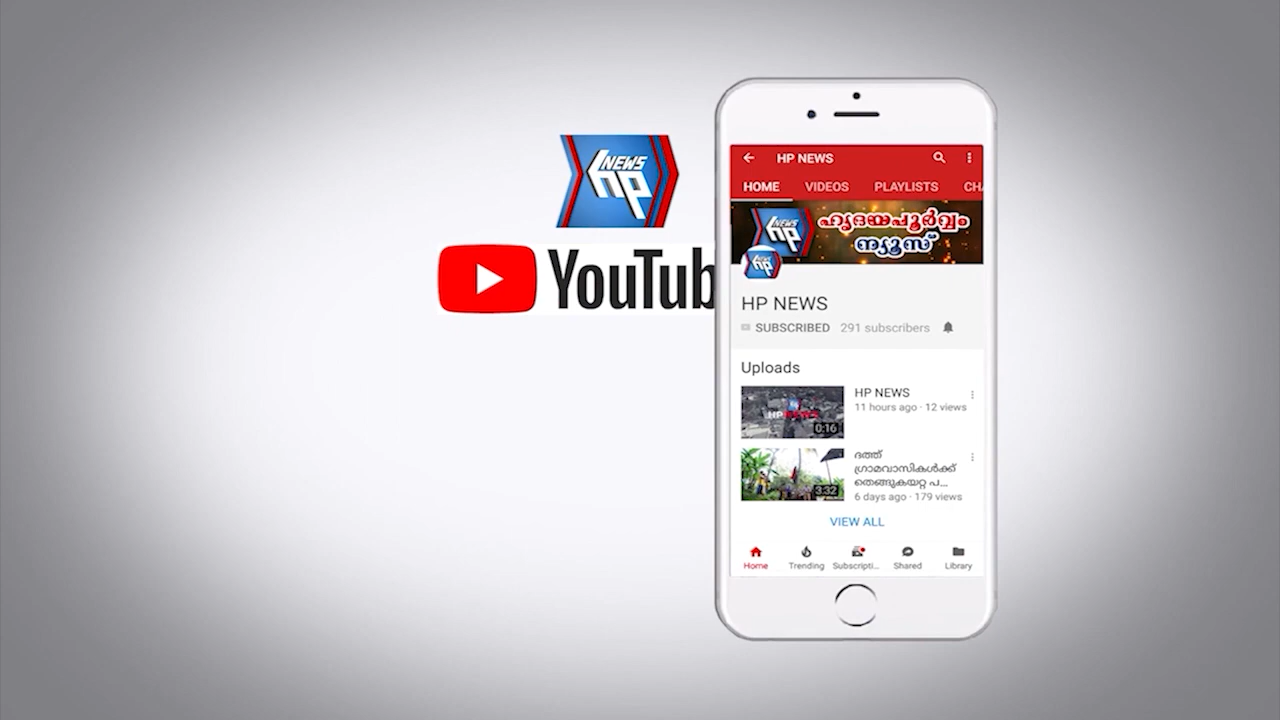 NEWS
hp
YouTub
HP NEWS
HOME VIDEOS PLAYLISTS CHA
NEWS
hp
ഹൃദയപൂർവ്വം
ന്യൂസ്
NEWS
hp
HP NEWS
SUBSCRIBED 291 subscribers
Uploads
HP NEWS
11 hours ago · 12 views
HP NEWS
0:16
ദത്ത്
ഗ്രാമവാസികൾക്ക്
തെങ്ങുകയറ്റ പ...
6 days ago · 179 views
3:32
VIEW ALL
Home Trending Subscripti... Shared Library